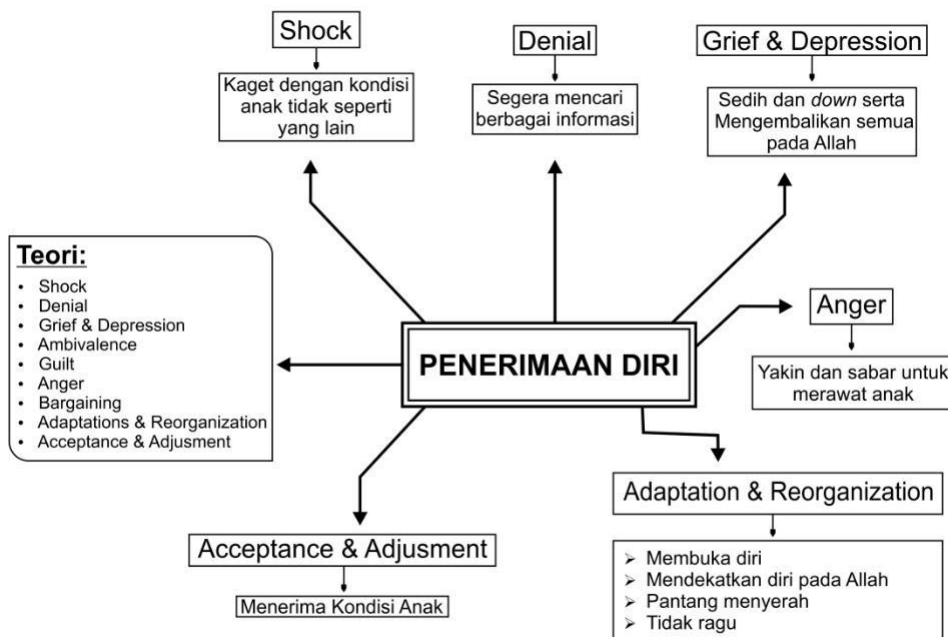 Shock
Kaget dengan kondisi
anak tidak seperti
yang lain
Denial
Segera mencari
berbagai informasi
Grief & Depression
Sedih dan down serta
Mengembalikan semua
pada Allah
Teori:
• Shock
• Denial
• Grief & Depression
• Ambivalence
• Guilt
• Anger
• Bargaining
• Adaptations & Reorganization
• Acceptance & Adjusment
PENERIMAAN DIRI
Anger
Yakin dan sabar untuk
merawat anak
Adaptation & Reorganization
➢ Membuka diri
➢ Mendekatkan diri pada Allah
➢ Pantang menyerah
➢ Tidak ragu
Acceptance & Adjusment
Menerima Kondisi Anak